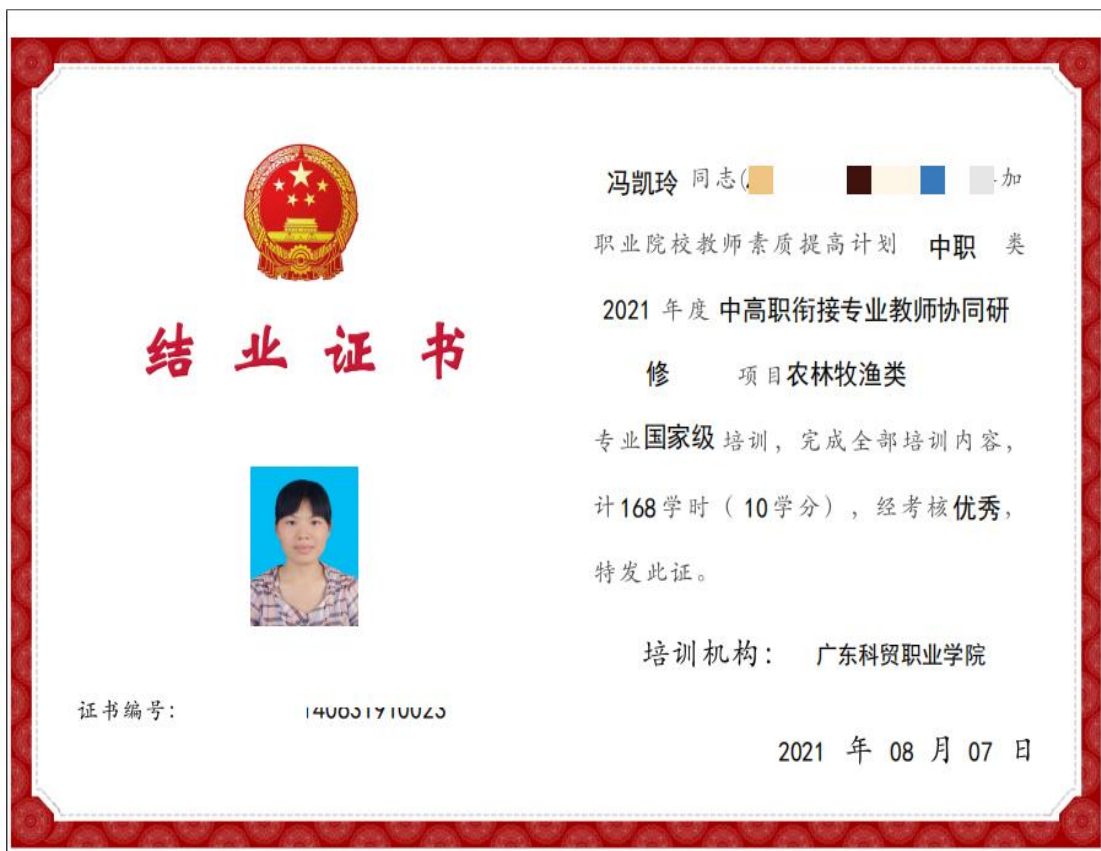 结业证书
冯凯玲 同志( 加
职业院校教师素质提高计划 中职 类
2021 年度 中高职衔接专业教师协同研
修 项目农林牧渔类
专业国家级 培训，完成全部培训内容，
计168学时（10学分），经考核优秀，
特发此证。
培训机构： 广东科贸职业学院
证书编号：
2021 年 08 月 07 日